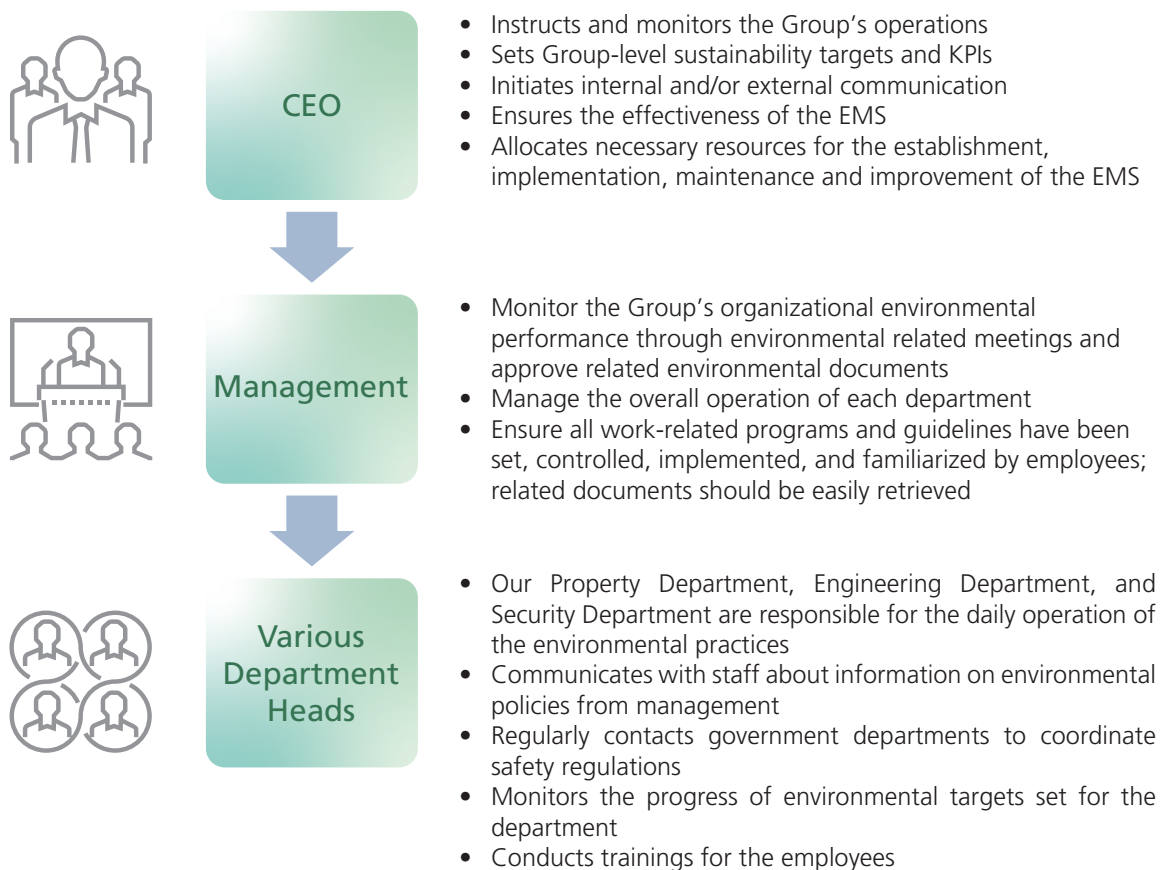 CEO
• Instructs and monitors the Group's operations
• Sets Group-level sustainability targets and KPIs
• Initiates internal and/or external communication
• Ensures the effectiveness of the EMS
• Allocates necessary resources for the establishment,
implementation, maintenance and improvement of the EMS
Management
• Monitor the Group's organizational environmental
performance through environmental related meetings and
approve related environmental documents
• Manage the overall operation of each department
• Ensure all work-related programs and guidelines have been
set, controlled, implemented, and familiarized by employees;
related documents should be easily retrieved
Various
Department
Heads
• Our Property Department, Engineering Department, and
Security Department are responsible for the daily operation of
the environmental practices
• Communicates with staff about information on environmental
policies from management
• Regularly contacts government departments to coordinate
safety regulations
• Monitors the progress of environmental targets set for the
department
• Conducts trainings for the employees